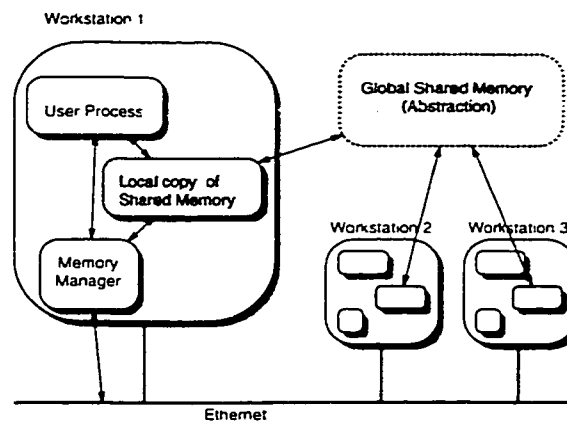 Workstation 1
User Process
Local copy of
Shared Memory
Memory
Manager
Global Shared Memory
(Abstraction)
Workstation 2
Workstation 3
Ethernet